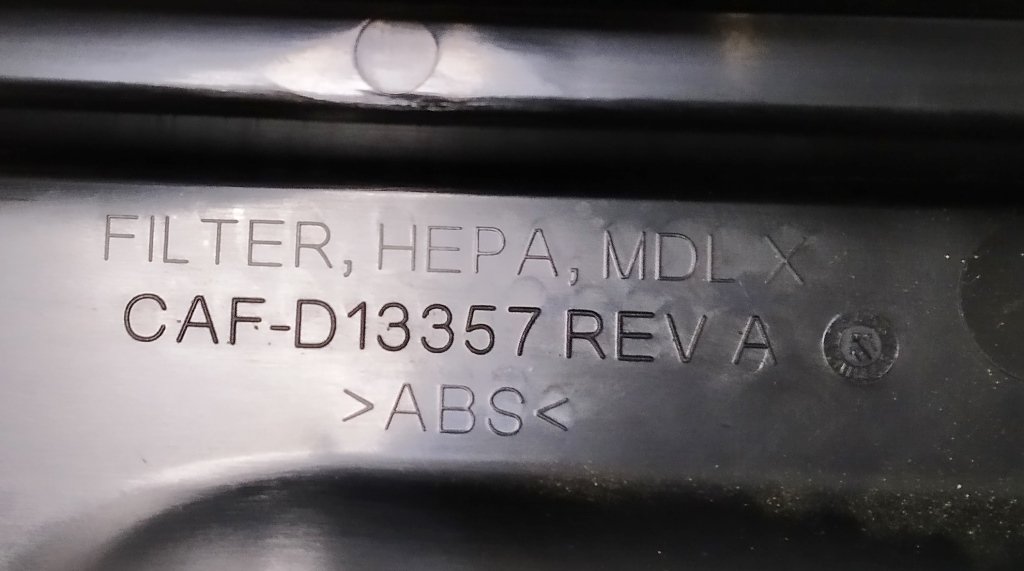 FILTER, HEPA, MDL X
CAF-D13357 REV A
>ABS<